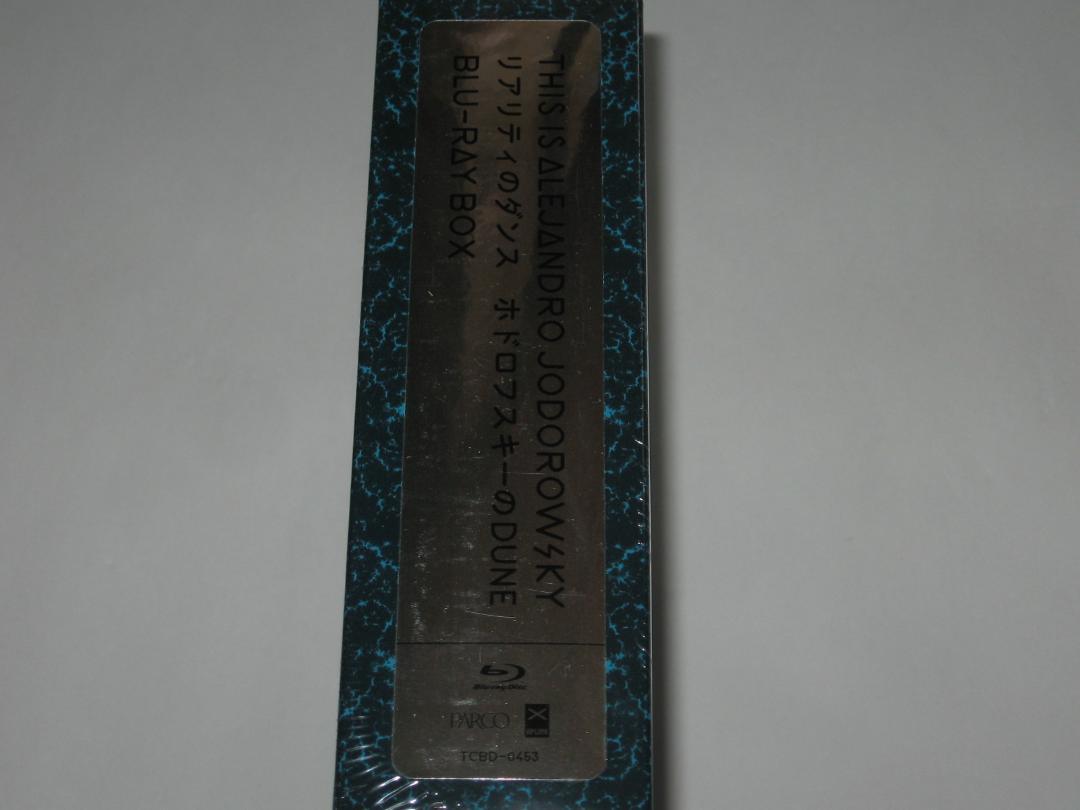 THIS IS ALEJANDRO JODOROWSKY
リアリティのダンス ホドロフスキーのDUNE
BLU-RAY BOX
Blu-ray Disc
PARCO
TCBD-0453